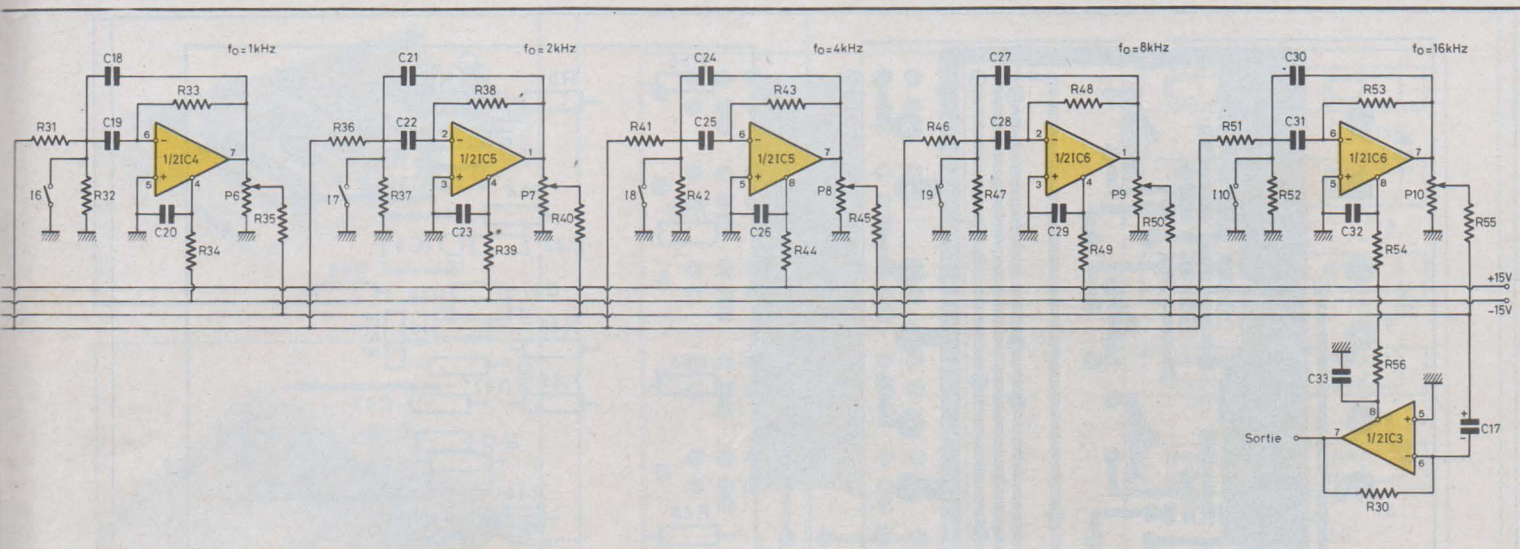 fo=1kHz
fo=2kHz
fo=4kHz
fo=8kHz
fo=16kHz
C18
C21
C24
C27
C30
R33
R38
R43
R48
R53
R31
C19
6
7
1/2IC4
5
4
R36
C22
2
1
1/2IC5
3
4
R41
C25
6
7
1/2IC5
5
8
R46
C28
2
1
1/2IC6
3
4
R51
C31
6
7
1/2IC6
5
8
I6
R32
C20
R34
P6
R35
I7
R37
C23
R39
P7
R40
I8
R42
C26
R44
P8
R45
I9
R47
C29
R49
P9
R50
I10
R52
C32
R54
P10
R55
+15V
-15V
C33
R56
8
+
5
C17
-
Sortie
7
1/2IC3
6
R30